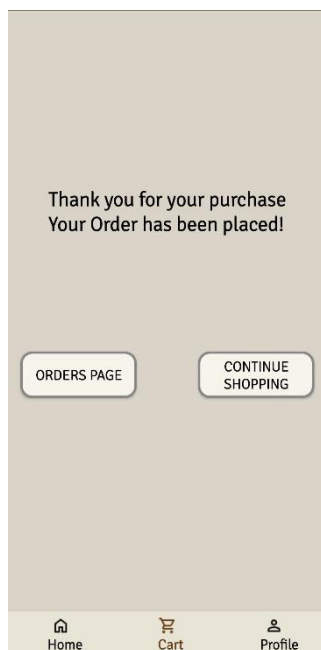 Thank you for your purchase
Your Order has been placed!
ORDERS PAGE
CONTINUE
SHOPPING
Home
Cart
Profile